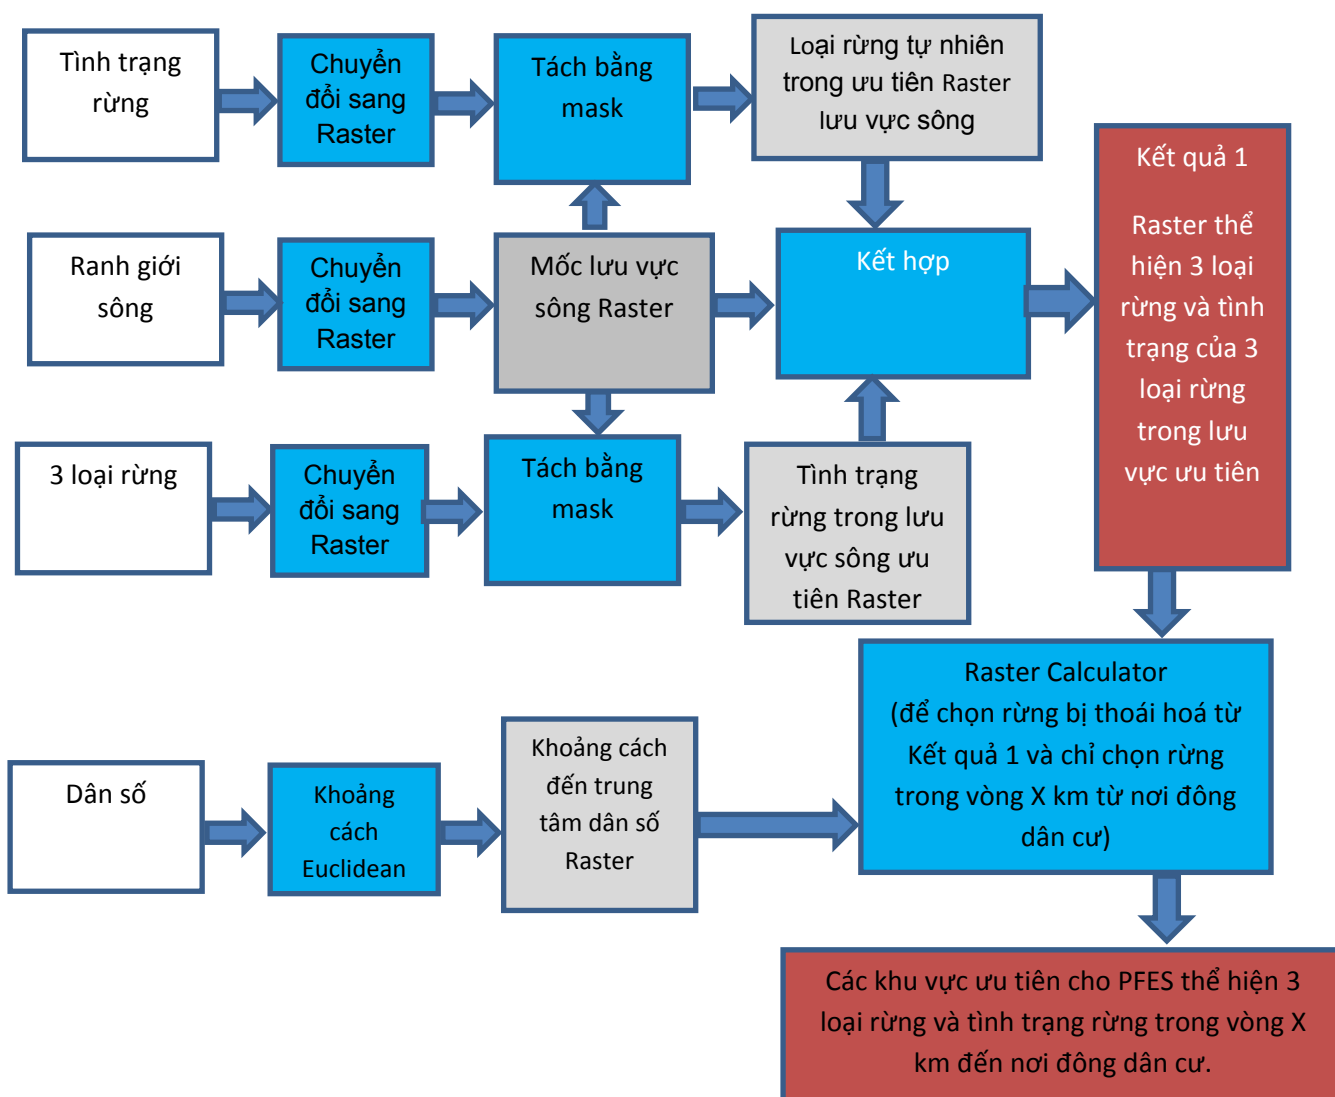 Tình trạng
rừng
Chuyển
đổi sang
Raster
Tách bằng
mask
Loại rừng tự nhiên
trong ưu tiên Raster
lưu vực sông
Ranh giới
sông
Chuyển
đổi sang
Raster
Mốc lưu vực
sông Raster
Kết hợp
Kết quả 1
Raster thể
hiện 3 loại
rừng và tình
trạng của 3
loại rừng
trong lưu
vực ưu tiên
3 loại rừng
Chuyển
đổi sang
Raster
Tách bằng
mask
Tình trạng
rừng trong lưu
vực sông ưu
tiên Raster
Dân số
Khoảng
cách
Euclidean
Khoảng cách
đến trung
tâm dân số
Raster
Raster Calculator
(để chọn rừng bị thoái hoá từ
Kết quả 1 và chỉ chọn rừng
trong vòng X km từ nơi đông
dân cư)
Các khu vực ưu tiên cho PFES thể hiện 3
loại rừng và tình trạng rừng trong vòng X
km đến nơi đông dân cư.